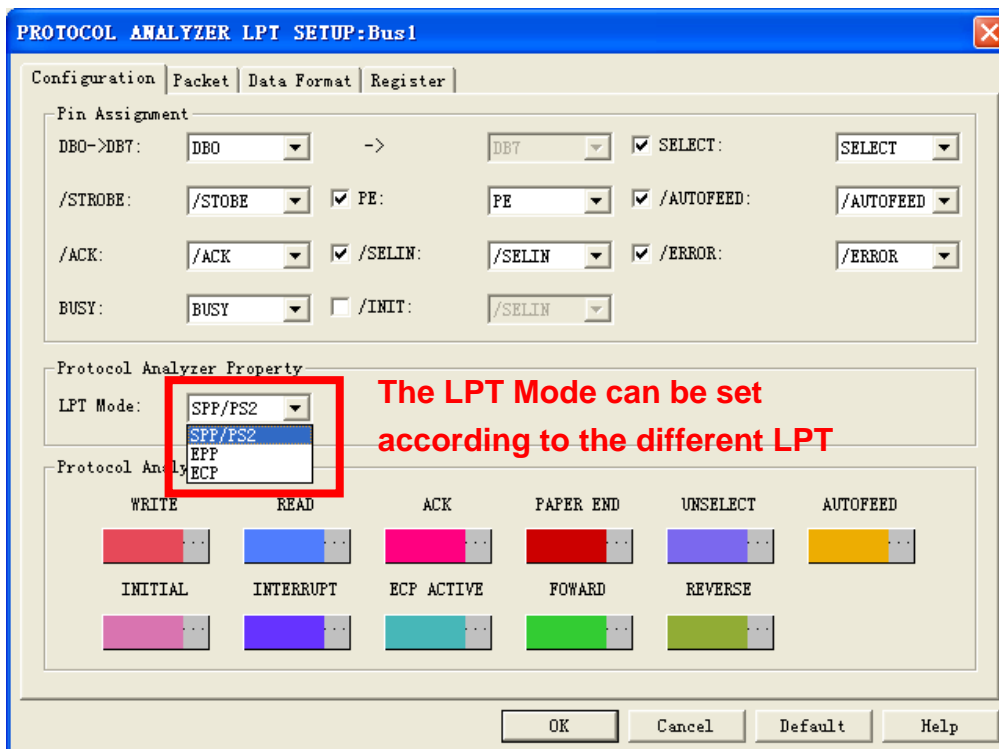 PROTOCOL ANALYZER LPT SETUP:Bus1
Configuration Packet Data Format Register
Pin Assignment
DB0->DB7: DB0 -> DB7 SELECT: SELECT
/STROBE: /STOBE PE: PE /AUTOFEED: /AUTOFEED
/ACK: /ACK /SELIN: /SELIN /ERROR: /ERROR
BUSY: BUSY /INIT: /SELIN
Protocol Analyzer Property
LPT Mode: SPP/PS2
The LPT Mode can be set
according to the different LPT
SPP/PS2
EPP
ECP
Protocol
WRITE READ ACK PAPER END UNSELECT AUTOFEED
... ... ... ... ... ...
INITIAL INTERRUPT ECP ACTIVE FOWARD REVERSE
... ... ... ... ...
OK Cancel Default Help